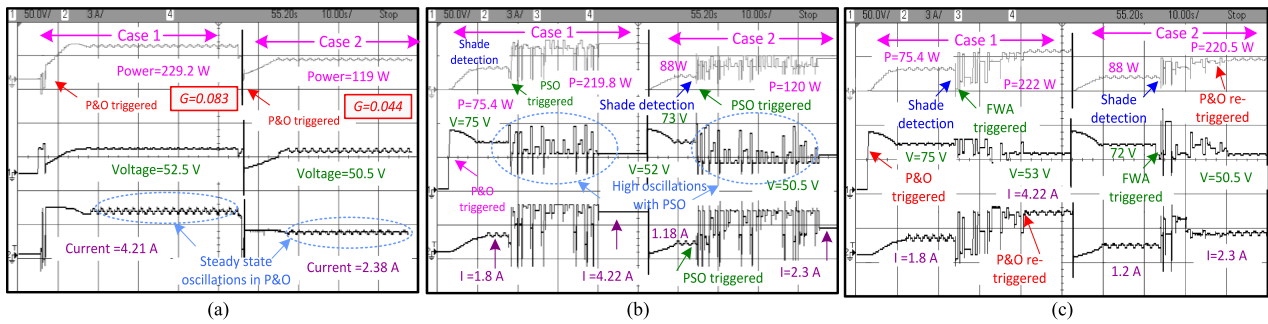 1 50.0V/ 2 3 A/ 4 55.20s 10.00s/ Stop
Case 1
Case 2
Power=229.2 W
Power=119 W
P&O triggered
G=0.083
G=0.044
P&O triggered
Voltage=52.5 V
Voltage=50.5 V
Current =4.21 A
Steady state
oscillations in P&O
Current =2.38 A
(a)
1 50.0V/ 2 3 A/ 3 4 55.20s 10.00s/ Stop
Case 1
Case 2
Shade
detection
88W
PSO
triggered
P=219.8 W
P=75.4 W
Shade detection
PSO triggered
P=120 W
V=75 V
73 V
P&O
triggered
V=52 V
High oscillations
with PSO
V=50.5 V
1.18 A
I =1.8 A
I =4.22 A
PSO triggered
I=2.3 A
(b)
1 50.0V/ 2 3 A/ 3 4 55.20s 10.00s/ Stop
Case 1
Case 2
P=75.4 W
P=220.5 W
88 W
P=222 W
Shade
detection
FWA
triggered
Shade
detection
P&O re-
triggered
V=75 V
72 V
P&O
triggered
V=53 V
FWA
triggered
V=50.5 V
I =4.22 A
I =1.8 A
P&O re-
triggered
1.2 A
I=2.3 A
(c)